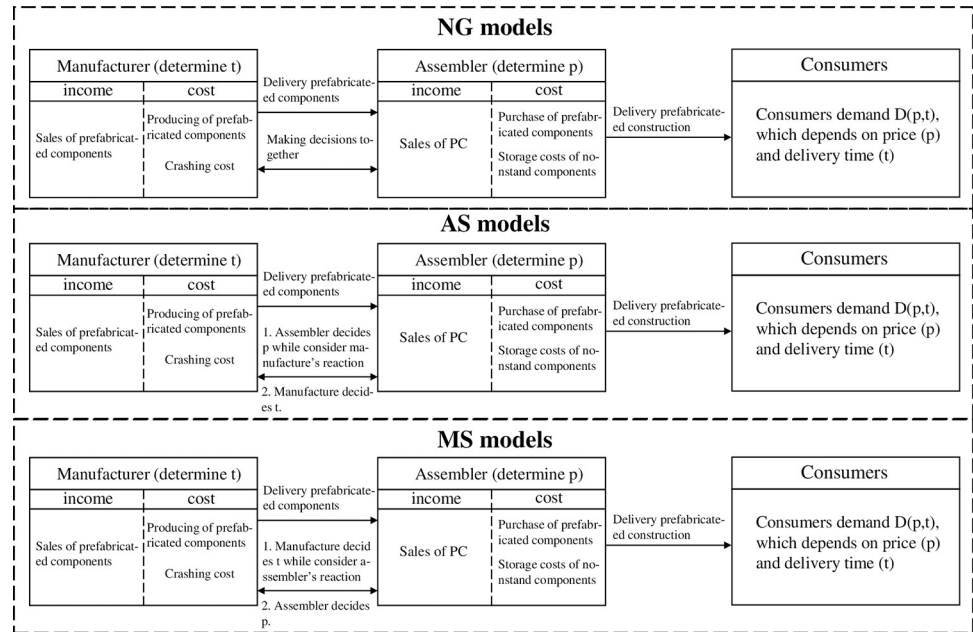 NG models
Manufacturer (determine t)
income
cost
Sales of prefabricat-
ed components
Producing of prefab-
ricated components
Crashing cost
Delivery prefabricate-
ed components
Making decisions to-
gether
Assembler (determine p)
income
cost
Sales of PC
Purchase of prefabr-
icated components
Storage costs of no-
nstand components
Delivery prefabricat-
ed construction
Consumers
Consumers demand D(p,t),
which depends on price (p)
and delivery time (t)
AS models
Manufacturer (determine t)
income
cost
Sales of prefabricat-
ed components
Producing of prefab-
ricated components
Crashing cost
Delivery prefabricate-
ed components
1. Assembler decides
p while consider ma-
nufacture's reaction
2. Manufacture decid-
es t.
Assembler (determine p)
income
cost
Sales of PC
Purchase of prefabr-
icated components
Storage costs of no-
nstand components
Delivery prefabricat-
ed construction
Consumers
Consumers demand D(p,t),
which depends on price (p)
and delivery time (t)
MS models
Manufacturer (determine t)
income
cost
Sales of prefabricat-
ed components
Producing of prefab-
ricated components
Crashing cost
Delivery prefabricate-
ed components
1. Manufacture decid
es t while consider a-
ssembler's reaction
2. Assembler decides
p.
Assembler (determine p)
income
cost
Sales of PC
Purchase of prefabr-
icated components
Storage costs of no-
nstand components
Delivery prefabricate-
ed construction
Consumers
Consumers demand D(p,t),
which depends on price (p)
and delivery time (t)